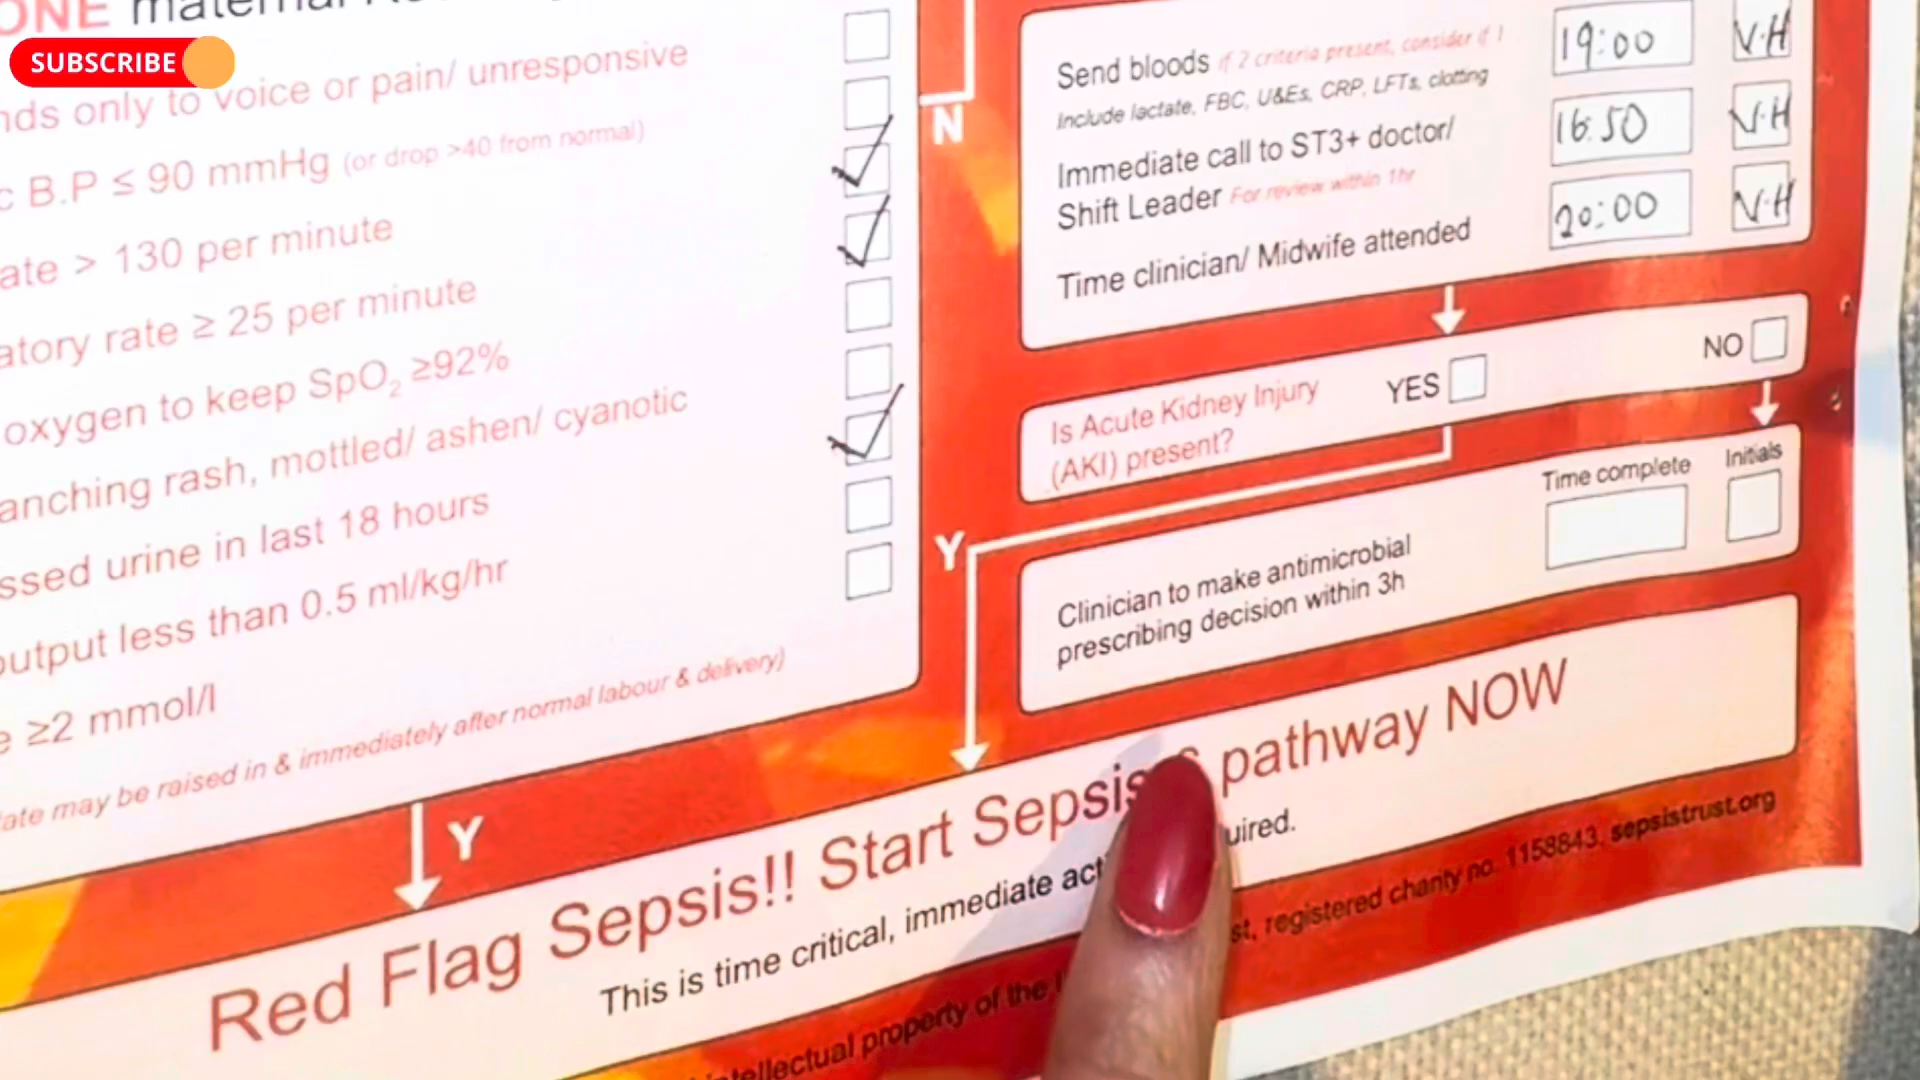 ONE maternal
SUBSCRIBE
nds only to voice or pain/ unresponsive
c B.P ≤ 90 mmHg (or drop >40 from normal)
ate > 130 per minute
atory rate ≥ 25 per minute
oxygen to keep SpO₂ ≥92%
anching rash, mottled/ ashen/ cyanotic
ssed urine in last 18 hours
output less than 0.5 ml/kg/hr
e ≥2 mmol/l
ate may be raised in & immediately after normal labour & delivery)
N
Send bloods if 2 criteria present, consider if 1 19:00 V.H
Include lactate, FBC, U&Es, CRP, LFTs, clotting
Immediate call to ST3+ doctor/ 16:50 V.H
Shift Leader For review within 1hr
Time clinician/ Midwife attended 20:00 V.H
Is Acute Kidney Injury YES NO
(AKI) present?
Time complete Initials
Y
Clinician to make antimicrobial
prescribing decision within 3h
Y
Red Flag Sepsis!! Start Sepsis 6 pathway NOW
This is time critical, immediate act uired.
ntellectual property of the st, registered charity no. 1158843. sepsistrust.org